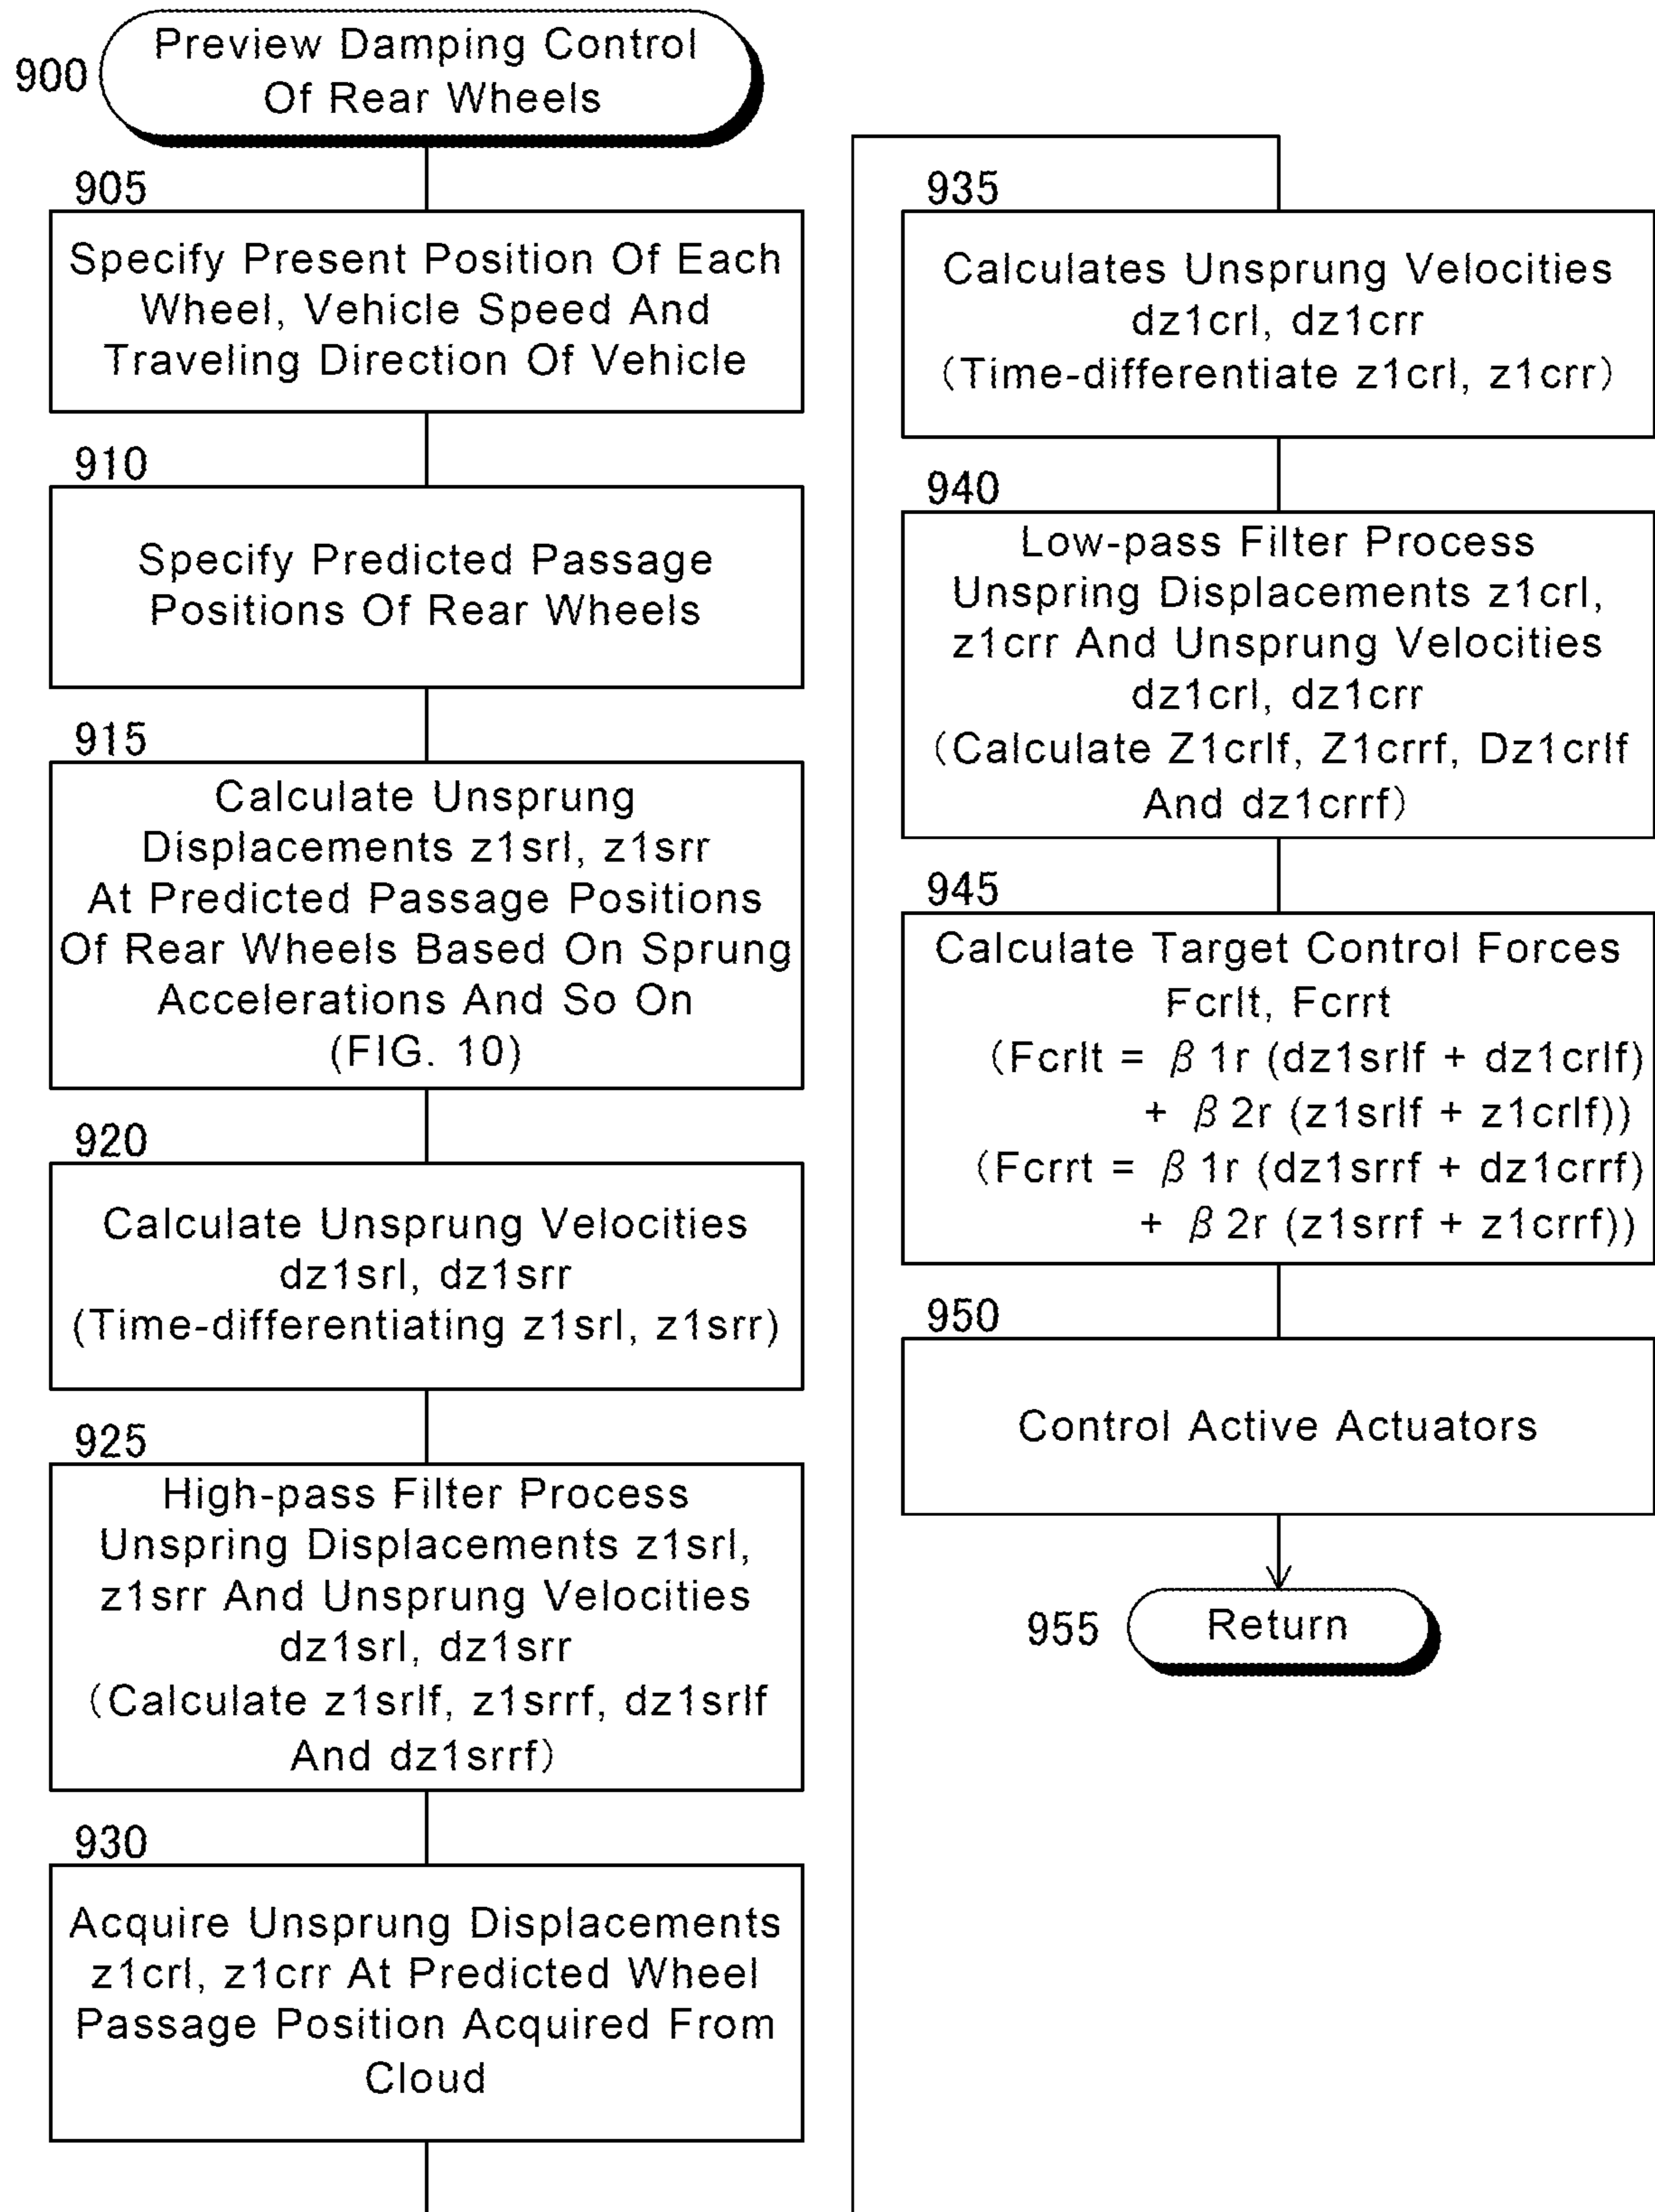 900
Preview Damping Control
Of Rear Wheels
905
Specify Present Position Of Each
Wheel, Vehicle Speed And
Traveling Direction Of Vehicle
910
Specify Predicted Passage
Positions Of Rear Wheels
915
Calculate Unsprung
Displacements z1srl, z1srr
At Predicted Passage Positions
Of Rear Wheels Based On Sprung
Accelerations And So On
(FIG. 10)
920
Calculate Unsprung Velocities
dz1srl, dz1srr
(Time-differentiating z1srl, z1srr)
925
High-pass Filter Process
Unspring Displacements z1srl,
z1srr And Unsprung Velocities
dz1srl, dz1srr
(Calculate z1srlf, z1srrf, dz1srlf
And dz1srrf)
930
Acquire Unsprung Displacements
z1crl, z1crr At Predicted Wheel
Passage Position Acquired From
Cloud
935
Calculates Unsprung Velocities
dz1crl, dz1crr
(Time-differentiate z1crl, z1crr)
940
Low-pass Filter Process
Unspring Displacements z1crl,
z1crr And Unsprung Velocities
dz1crl, dz1crr
(Calculate Z1crlf, Z1crrf, Dz1crlf
And dz1crrf)
945
Calculate Target Control Forces
Fcrlt, Fcrrt
(Fcrlt = β1r (dz1srlf + dz1crlf)
+ β2r (z1srlf + z1crlf))
(Fcrrt = β1r (dz1srrf + dz1crrf)
+ β2r (z1srrf + z1crrf))
950
Control Active Actuators
955
Return